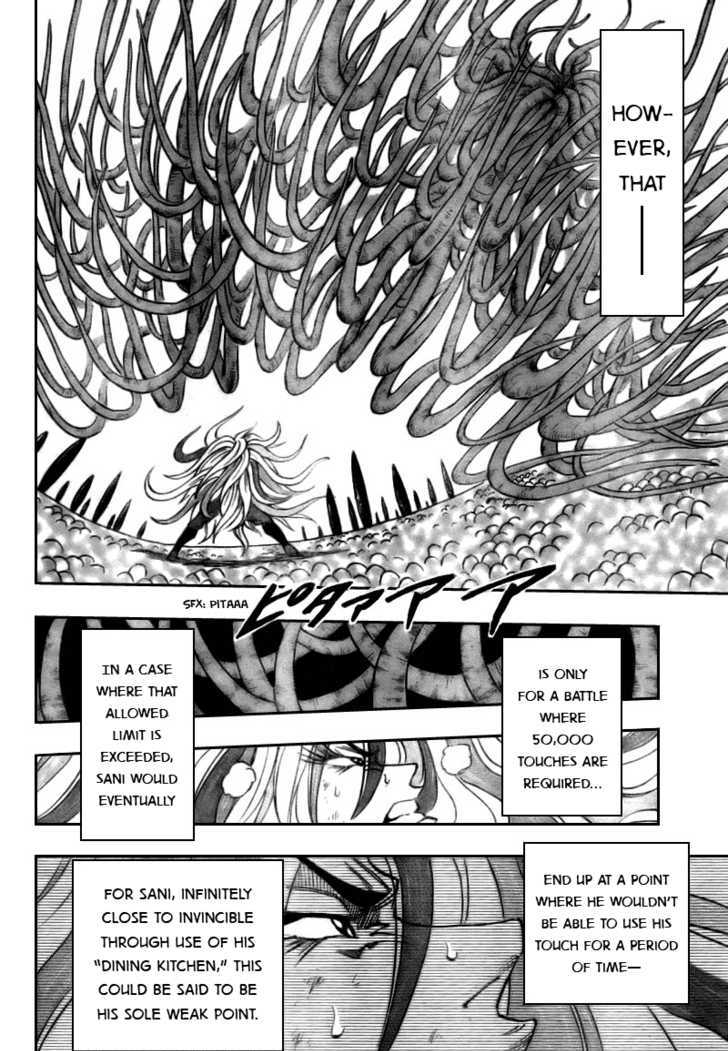 HOW-
EVER,
THAT
SFX: PITAAA
ピタァァァ
IS ONLY
FOR A BATTLE
WHERE
50,000
TOUCHES ARE
REQUIRED...
IN A CASE
WHERE THAT
ALLOWED
LIMIT IS
EXCEEDED,
SANI WOULD
EVENTUALLY
END UP AT A POINT
WHERE HE WOULDN'T
BE ABLE TO USE HIS
TOUCH FOR A PERIOD
OF TIME—
FOR SANI, INFINITELY
CLOSE TO INVINCIBLE
THROUGH USE OF HIS
"DINING KITCHEN," THIS
COULD BE SAID TO BE
HIS SOLE WEAK POINT.